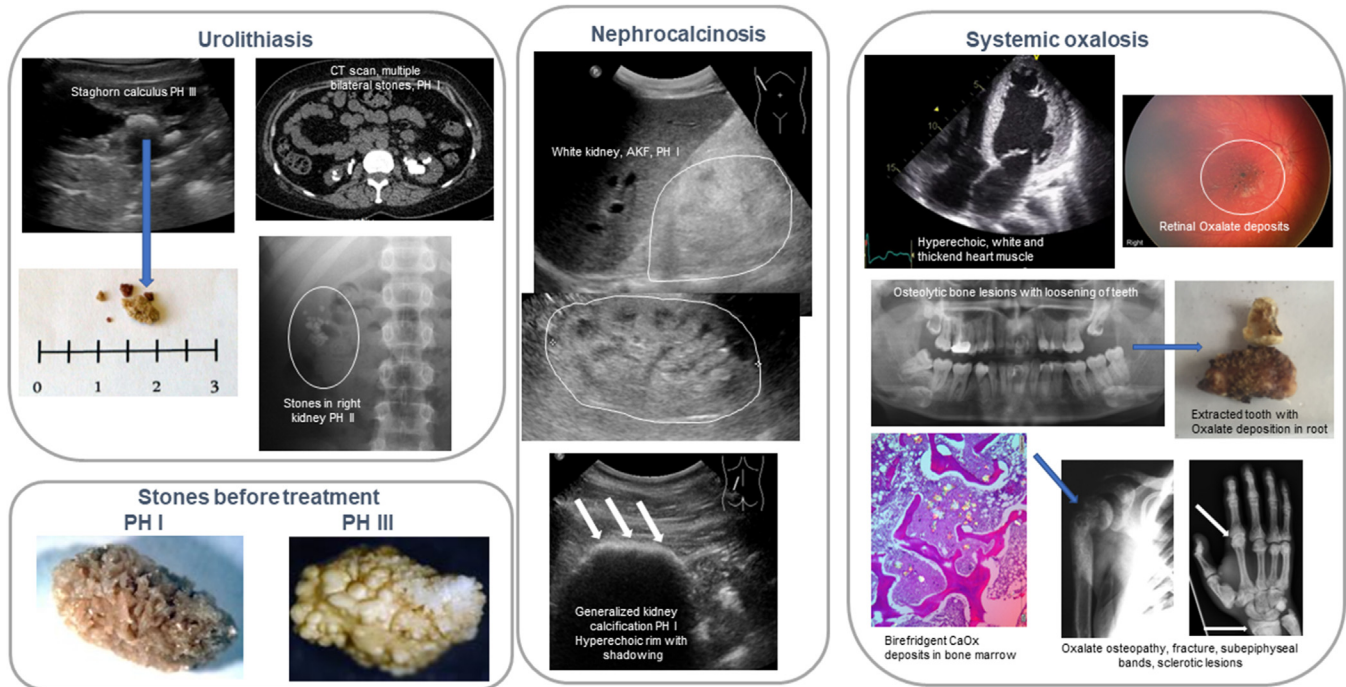 Urolithiasis
Staghorn calculus PH III
CT scan, multiple
bilateral stones, PH I
0 1 2 3
Stones in right
kidney PH II
Stones before treatment
PH I PH III
Nephrocalcinosis
White kidney, AKF, PH I
Generalized kidney
calcification PH I
Hyperechoic rim with
shadowing
Systemic oxalosis
5
10
15
Hyperechoic, white and
thickend heart muscle
Retinal Oxalate deposits
Right
Osteolytic bone lesions with loosening of teeth
Extracted tooth with
Oxalate deposition in root
Birefridgent CaOx
deposits in bone marrow
Oxalate osteopathy, fracture, subepiphyseal
bands, sclerotic lesions